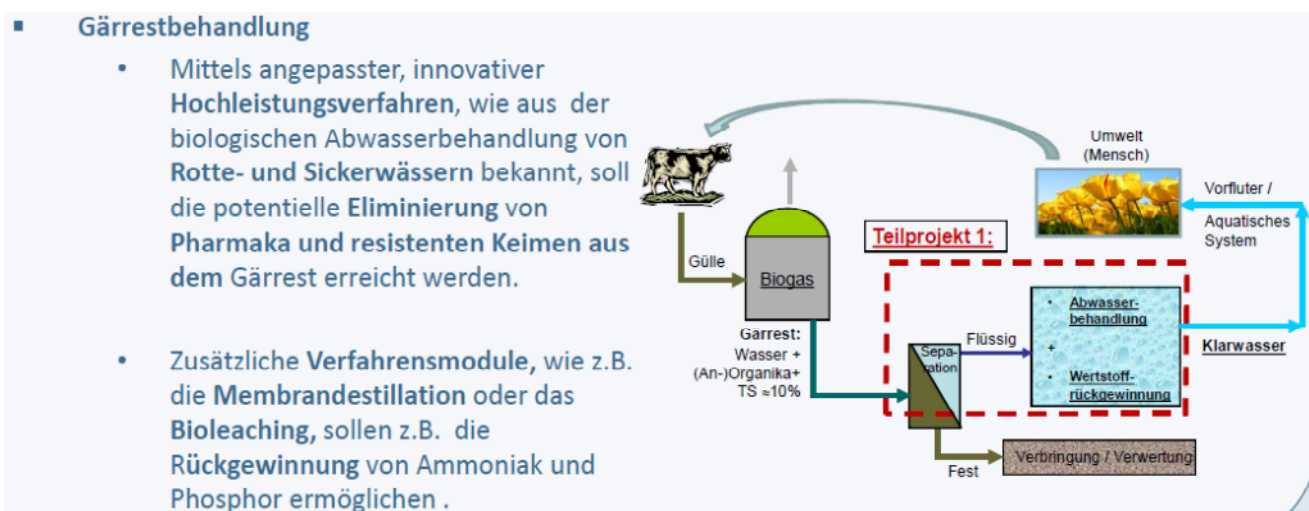 ▪ Gärrestbehandlung
• Mittels angepasster, innovativer
Hochleistungsverfahren, wie aus der
biologischen Abwasserbehandlung von
Rotte- und Sickerwässern bekannt, soll
die potentielle Eliminierung von
Pharmaka und resistenten Keimen aus
dem Gärrest erreicht werden.
• Zusätzliche Verfahrensmodule, wie z.B.
die Membrandestillation oder das
Bioleaching, sollen z.B. die
Rückgewinnung von Ammoniak und
Phosphor ermöglichen .
Umwelt
(Mensch)
Vorfluter /
Aquatisches
System
Teilprojekt 1:
Gülle
Biogas
Gärrest:
Wasser +
(An-)Organika+
TS ≈10%
Sepa-
ration
Flüssig
• Abwasser-
behandlung
+
• Wertstoff-
rückgewinnung
Klarwasser
Fest
Verbringung / Verwertung